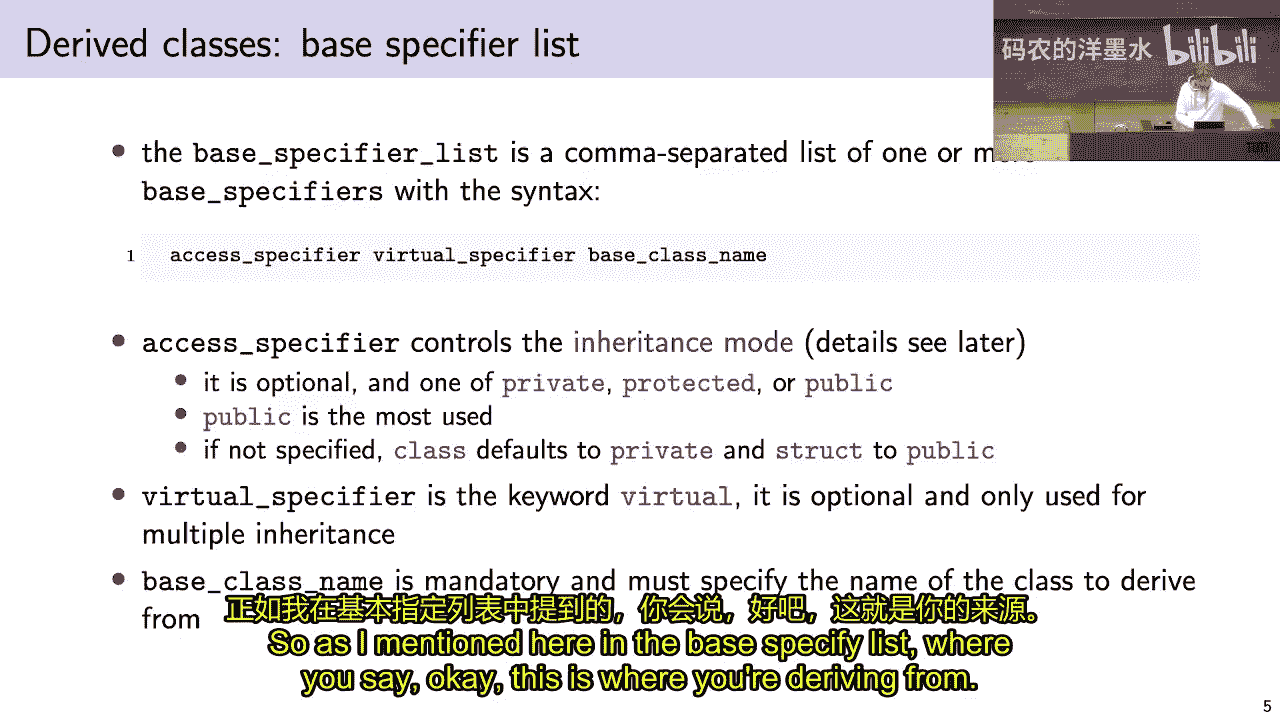 Derived classes: base specifier list
码农的洋墨水 bilibili
the base_specifier_list is a comma-separated list of one or more
base_specifiers with the syntax:
1 access_specifier virtual_specifier base_class_name
access_specifier controls the inheritance mode (details see later)
it is optional, and one of private, protected, or public
public is the most used
if not specified, class defaults to private and struct to public
virtual_specifier is the keyword virtual, it is optional and only used for
multiple inheritance
base_class_name is mandatory and must specify the name of the class to derive
from
正如我在基本指定列表中提到的，你会说，好吧，这就是你的来源。
So as I mentioned here in the base specify list, where
you say, okay, this is where you're deriving from.
5